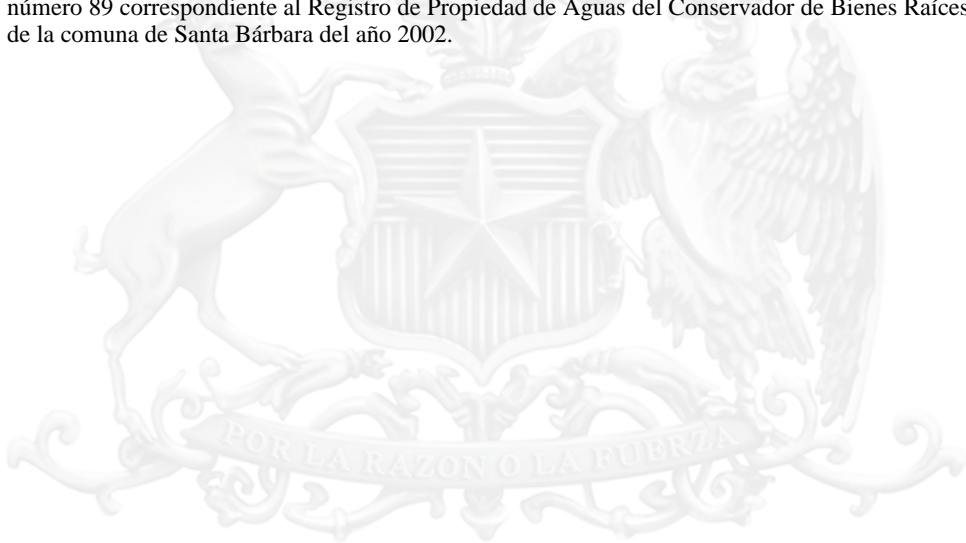 número 89 correspondiente al Registro de Propiedad de Aguas del Conservador de Bienes Raíces
de la comuna de Santa Bárbara del año 2002.
POR LA RAZON O LA FUERZA